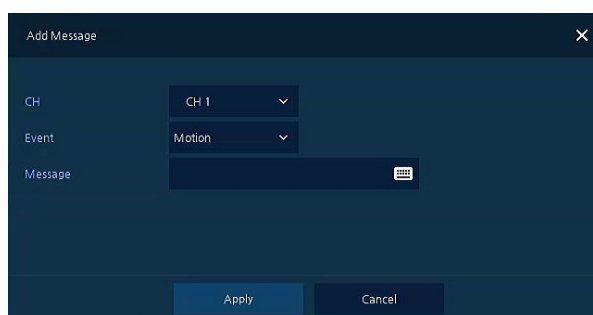 Add Message
CH CH 1
Event Motion
Message
Apply Cancel